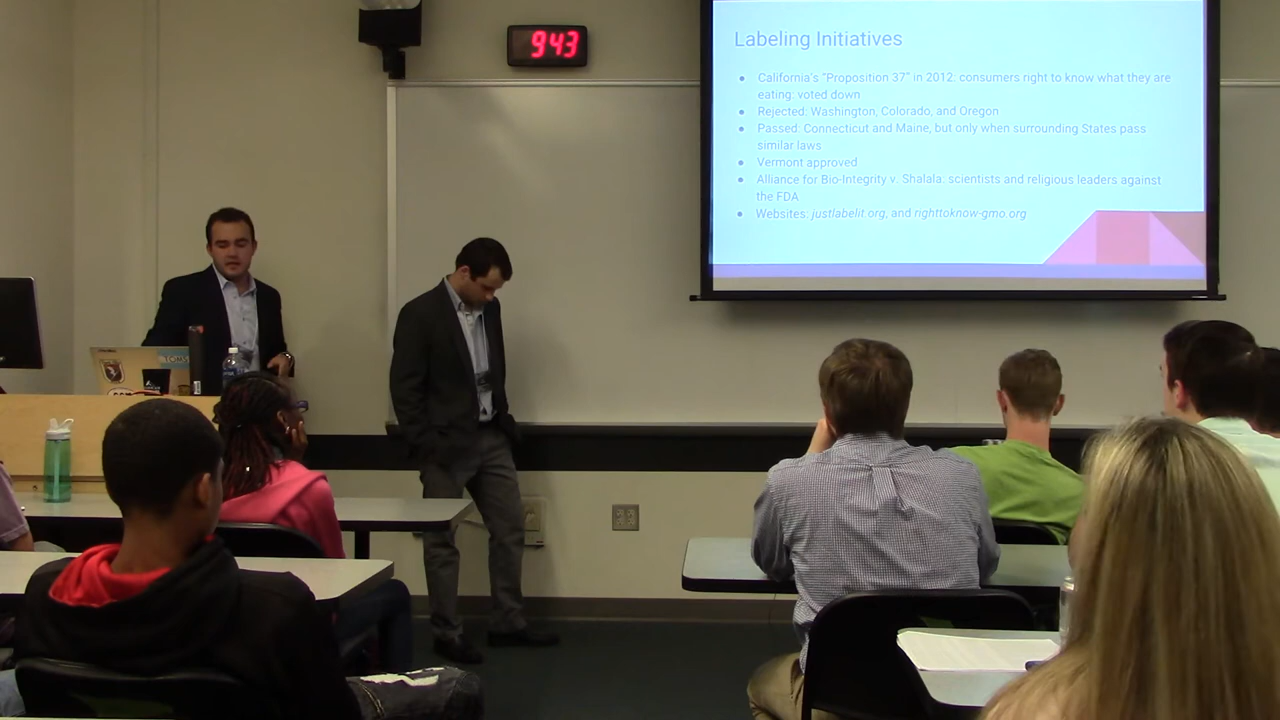 943
Labeling Initiatives
● California's "Proposition 37" in 2012: consumers right to know what they are
eating: voted down
● Rejected: Washington, Colorado, and Oregon
● Passed: Connecticut and Maine, but only when surrounding States pass
similar laws
● Vermont approved
● Alliance for Bio-Integrity v. Shalala: scientists and religious leaders against
the FDA
● Websites: justlabelit.org, and righttoknow-gmo.org
TOMS